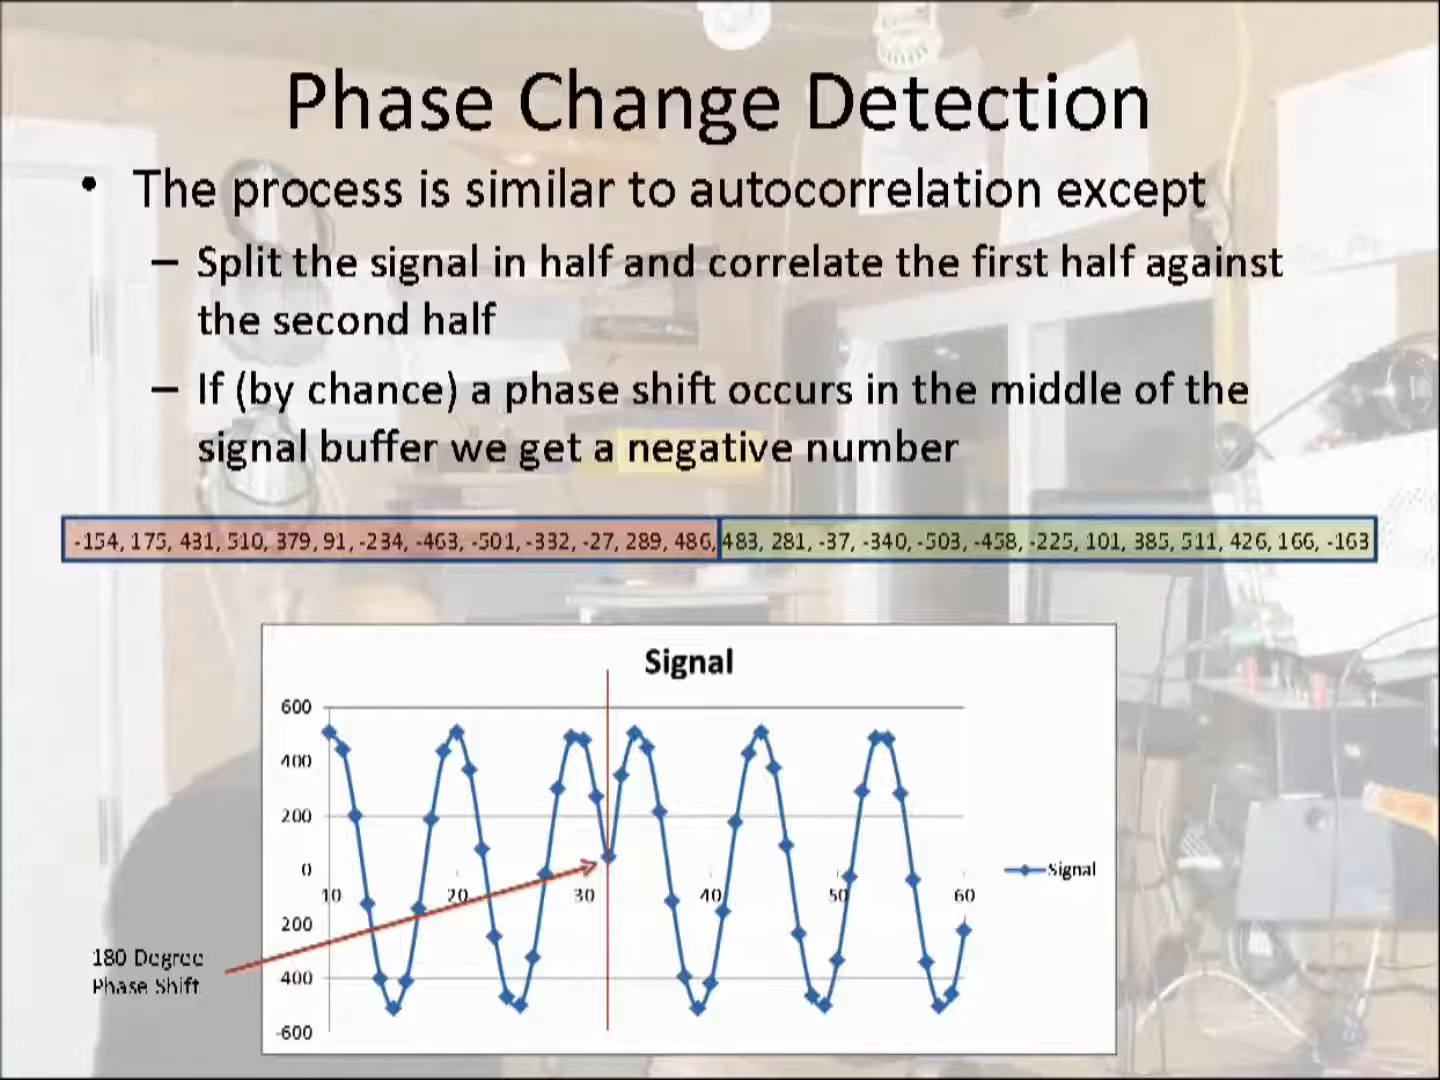 Phase Change Detection
• The process is similar to autocorrelation except
– Split the signal in half and correlate the first half against
the second half
– If (by chance) a phase shift occurs in the middle of the
signal buffer we get a negative number
-154, 175, 431, 510, 379, 91, -234, -463, -501, -332, -27, 289, 486, 483, 281, -37, -340, -503, -458, -225, 101, 385, 511, 426, 166, -163
Signal
600
400
200
0
10 20 30 40 50 60
Signal
200
180 Degree
Phase Shift
400
-600